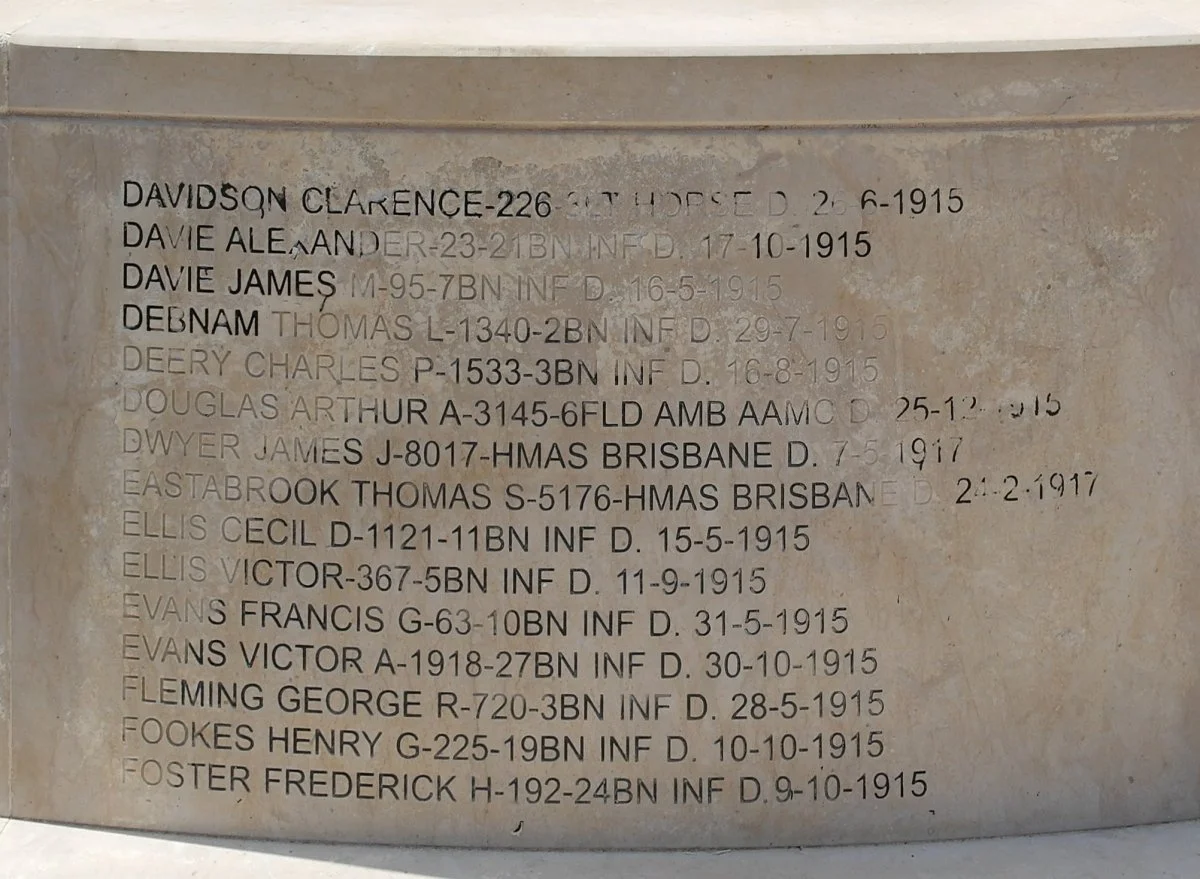 DAVIDSON CLARENCE-226 LT HORSE D. 6-1915
DAVIE ALEXANDER-23-21BN INF D. 17-10-1915
DAVIE JAMES M-95-7BN INF D. 16-5-1915
DEBNAM THOMAS L-1340-2BN INF D. 29-7-1915
DEERY CHARLES P-1533-3BN INF D. 16-8-1915
DOUGLAS ARTHUR A-3145-6FLD AMB AAMC D. 25-12-1915
DWYER JAMES J-8017-HMAS BRISBANE D. 7-5-1917
EASTABROOK THOMAS S-5176-HMAS BRISBANE D. 24-2-1917
ELLIS CECIL D-1121-11BN INF D. 15-5-1915
ELLIS VICTOR-367-5BN INF D. 11-9-1915
EVANS FRANCIS G-63-10BN INF D. 31-5-1915
EVANS VICTOR A-1918-27BN INF D. 30-10-1915
FLEMING GEORGE R-720-3BN INF D. 28-5-1915
FOOKES HENRY G-225-19BN INF D. 10-10-1915
FOSTER FREDERICK H-192-24BN INF D.9-10-1915